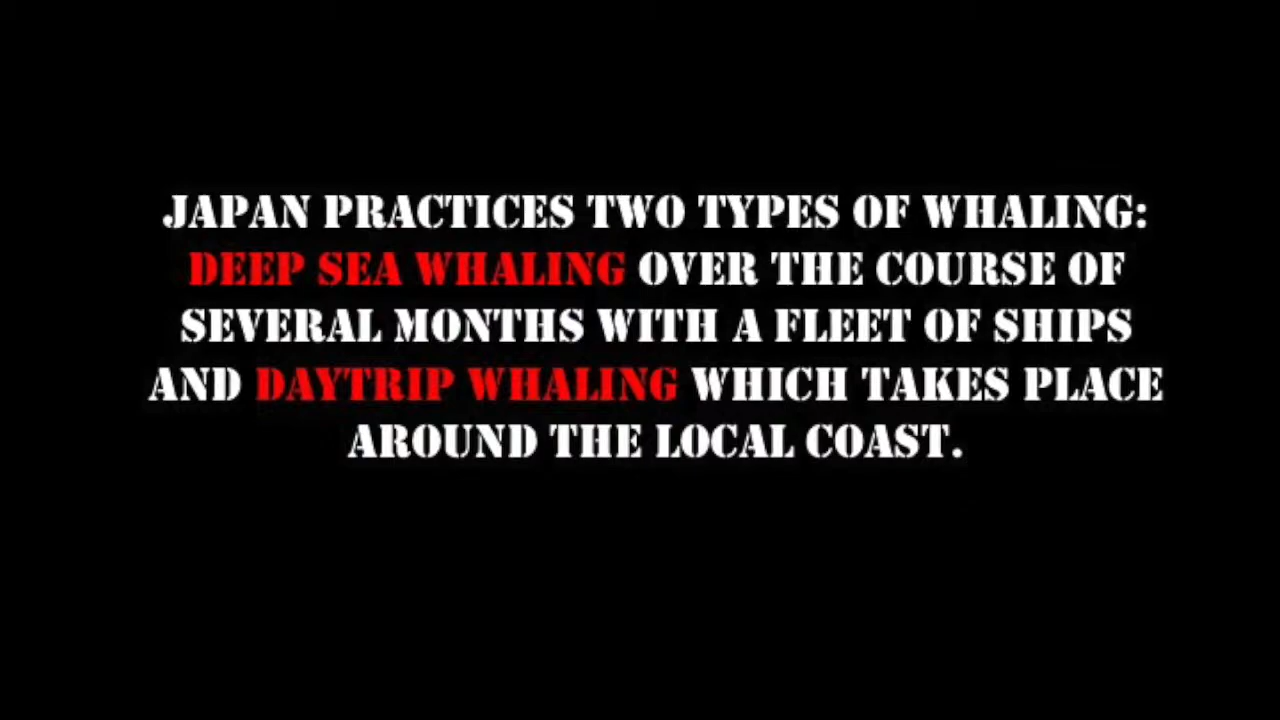 JAPAN PRACTICES TWO TYPES OF WHALING:
DEEP SEA WHALING OVER THE COURSE OF
SEVERAL MONTHS WITH A FLEET OF SHIPS
AND DAYTRIP WHALING WHICH TAKES PLACE
AROUND THE LOCAL COAST.